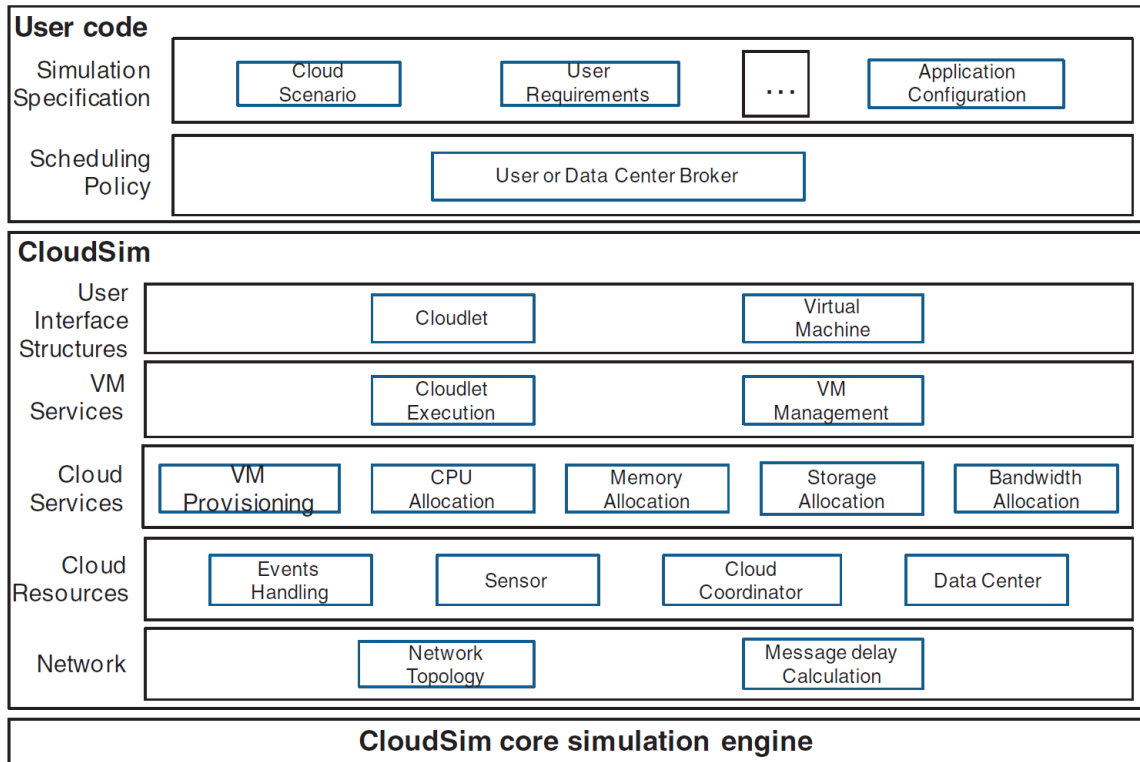 User code
Simulation
Specification
Cloud
Scenario
User
Requirements
...
Application
Configuration
Scheduling
Policy
User or Data Center Broker
CloudSim
User
Interface
Structures
Cloudlet
Virtual
Machine
VM
Services
Cloudlet
Execution
VM
Management
Cloud
Services
VM
Provisioning
CPU
Allocation
Memory
Allocation
Storage
Allocation
Bandwidth
Allocation
Cloud
Resources
Events
Handling
Sensor
Cloud
Coordinator
Data Center
Network
Network
Topology
Message delay
Calculation
CloudSim core simulation engine